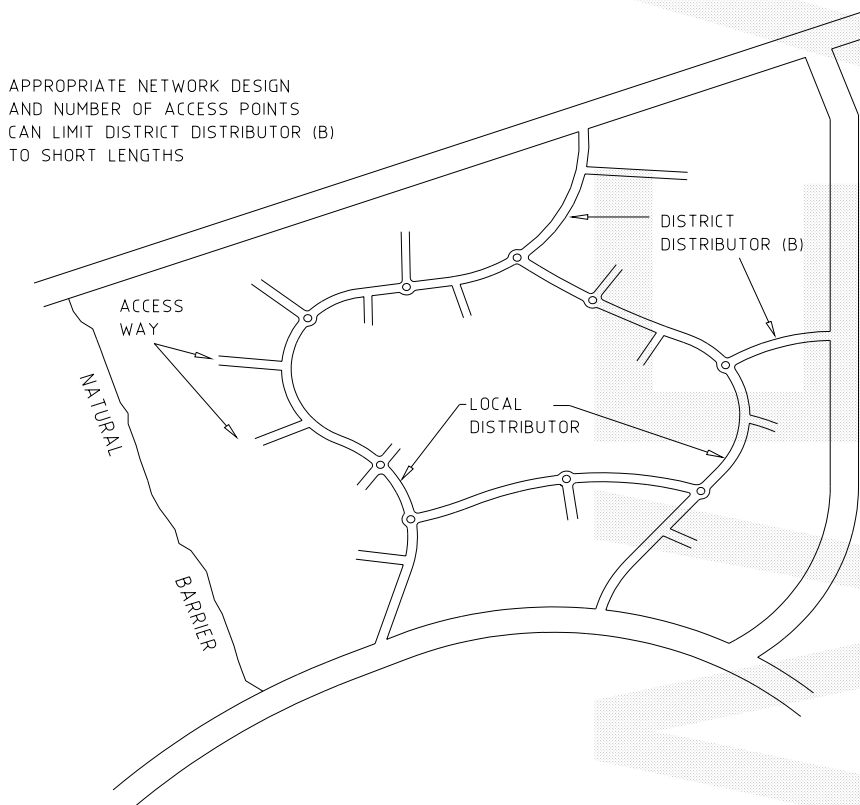 APPROPRIATE NETWORK DESIGN
AND NUMBER OF ACCESS POINTS
CAN LIMIT DISTRICT DISTRIBUTOR (B)
TO SHORT LENGTHS
DISTRICT
DISTRIBUTOR (B)
ACCESS
WAY
NATURAL
LOCAL
DISTRIBUTOR
BARRIER